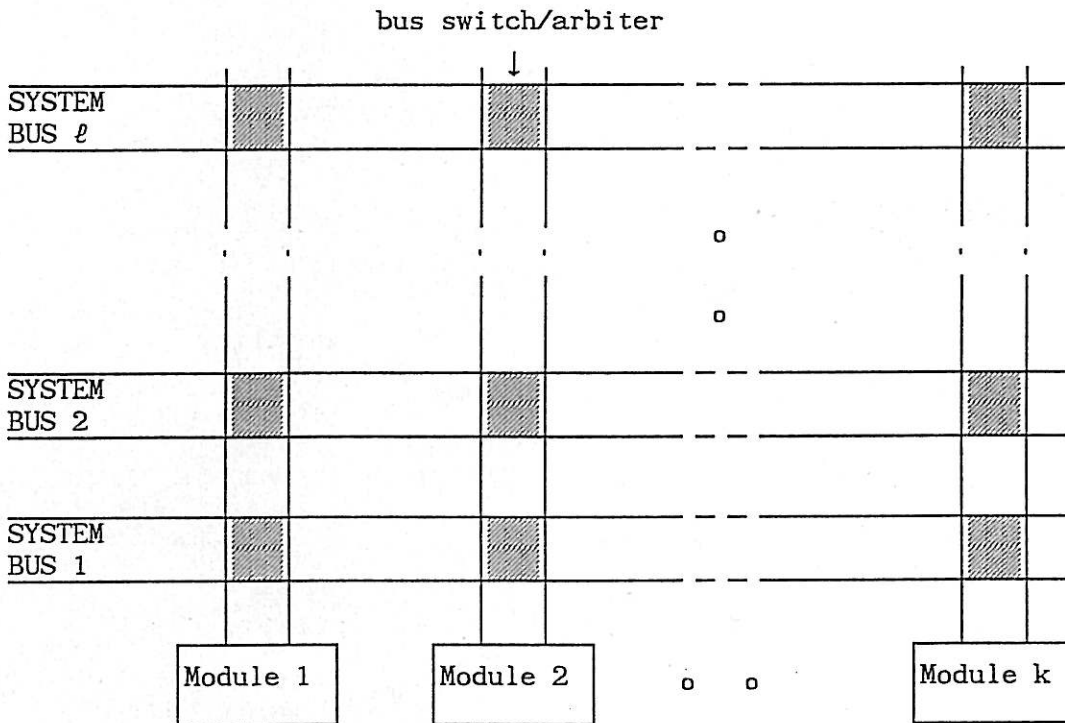 bus switch/arbiter
SYSTEM
BUS ℓ
SYSTEM
BUS 2
SYSTEM
BUS 1
Module 1
Module 2
Module k